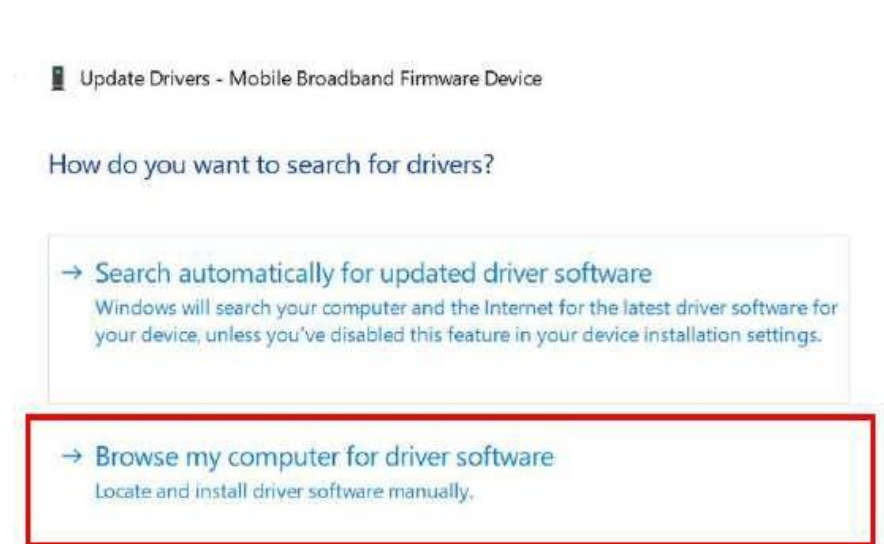 Update Drivers - Mobile Broadband Firmware Device
How do you want to search for drivers?
→ Search automatically for updated driver software
Windows will search your computer and the Internet for the latest driver software for
your device, unless you've disabled this feature in your device installation settings.
→ Browse my computer for driver software
Locate and install driver software manually.